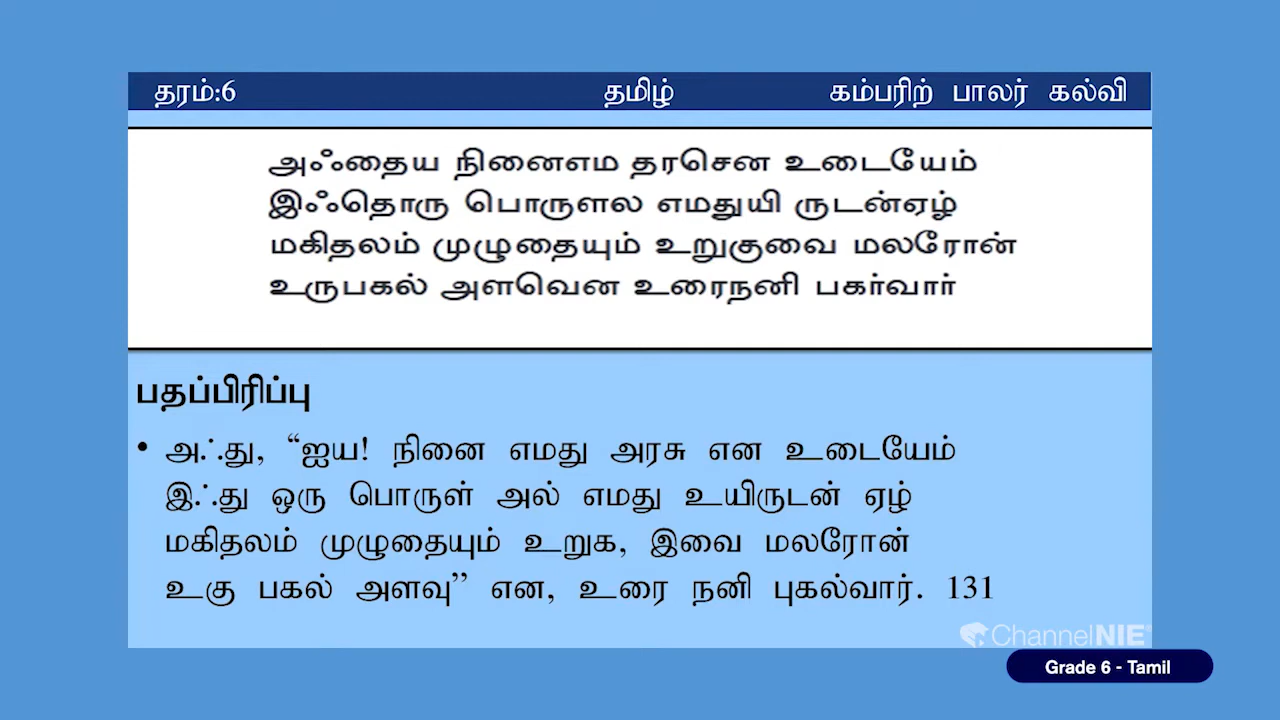 தரம்:6 தமிழ் கம்பரிற் பாலர் கல்வி
அஃதைய நினைஎம தரசென உடையேம்
இஃதொரு பொருளல எமதுயி ருடன்ஏழ்
மகிதலம் முழுதையும் உறுகுவை மலரோன்
உருபகல் அளவென உரைநனி பகர்வார்
பதப்பிரிப்பு
• அஃது, “ஐய! நினை எமது அரசு என உடையேம்
இஃது ஒரு பொருள் அல் எமது உயிருடன் ஏழ்
மகிதலம் முழுதையும் உறுக, இவை மலரோன்
உகு பகல் அளவு” என, உரை நனி புகல்வார். 131
ChannelNIE
Grade 6 - Tamil